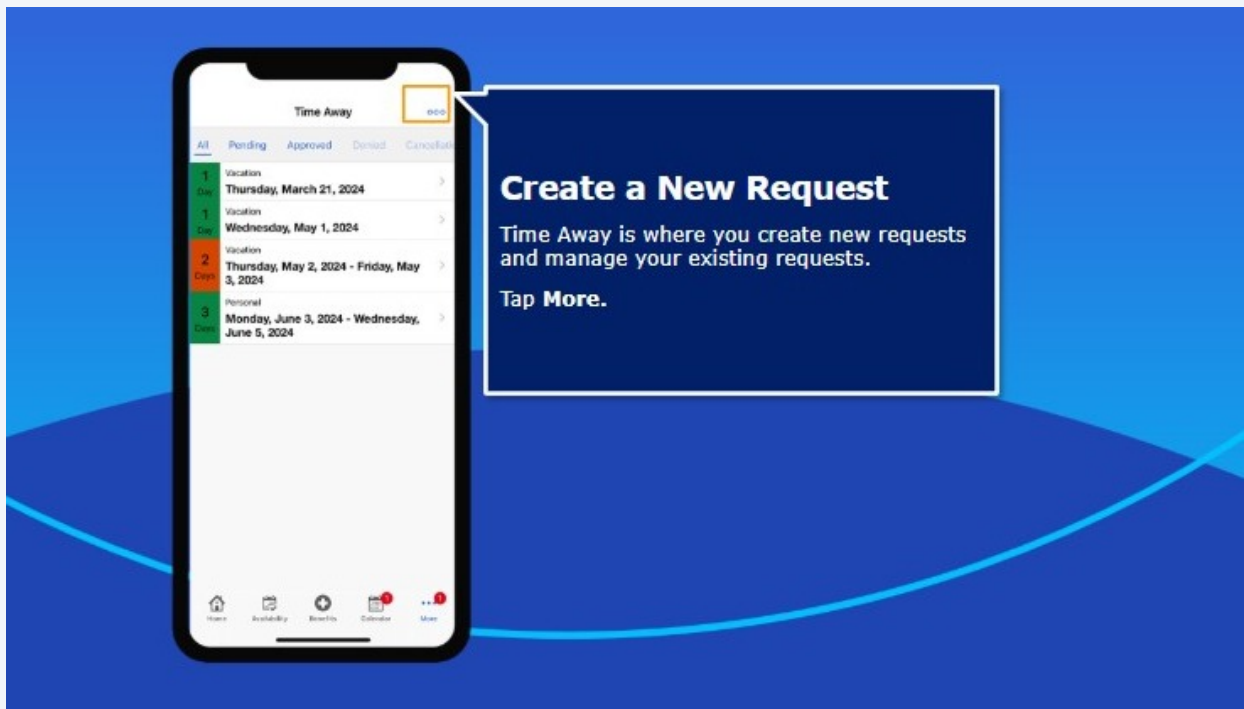 Time Away
All Pending Approved Denied Cancellatio
1
Day
Vacation
Thursday, March 21, 2024
1
Day
Vacation
Wednesday, May 1, 2024
2
Days
Vacation
Thursday, May 2, 2024 - Friday, May
3, 2024
3
Days
Personal
Monday, June 3, 2024 - Wednesday,
June 5, 2024
Create a New Request
Time Away is where you create new requests
and manage your existing requests.
Tap More.
1 1
Home Availability Benefits Calendar More